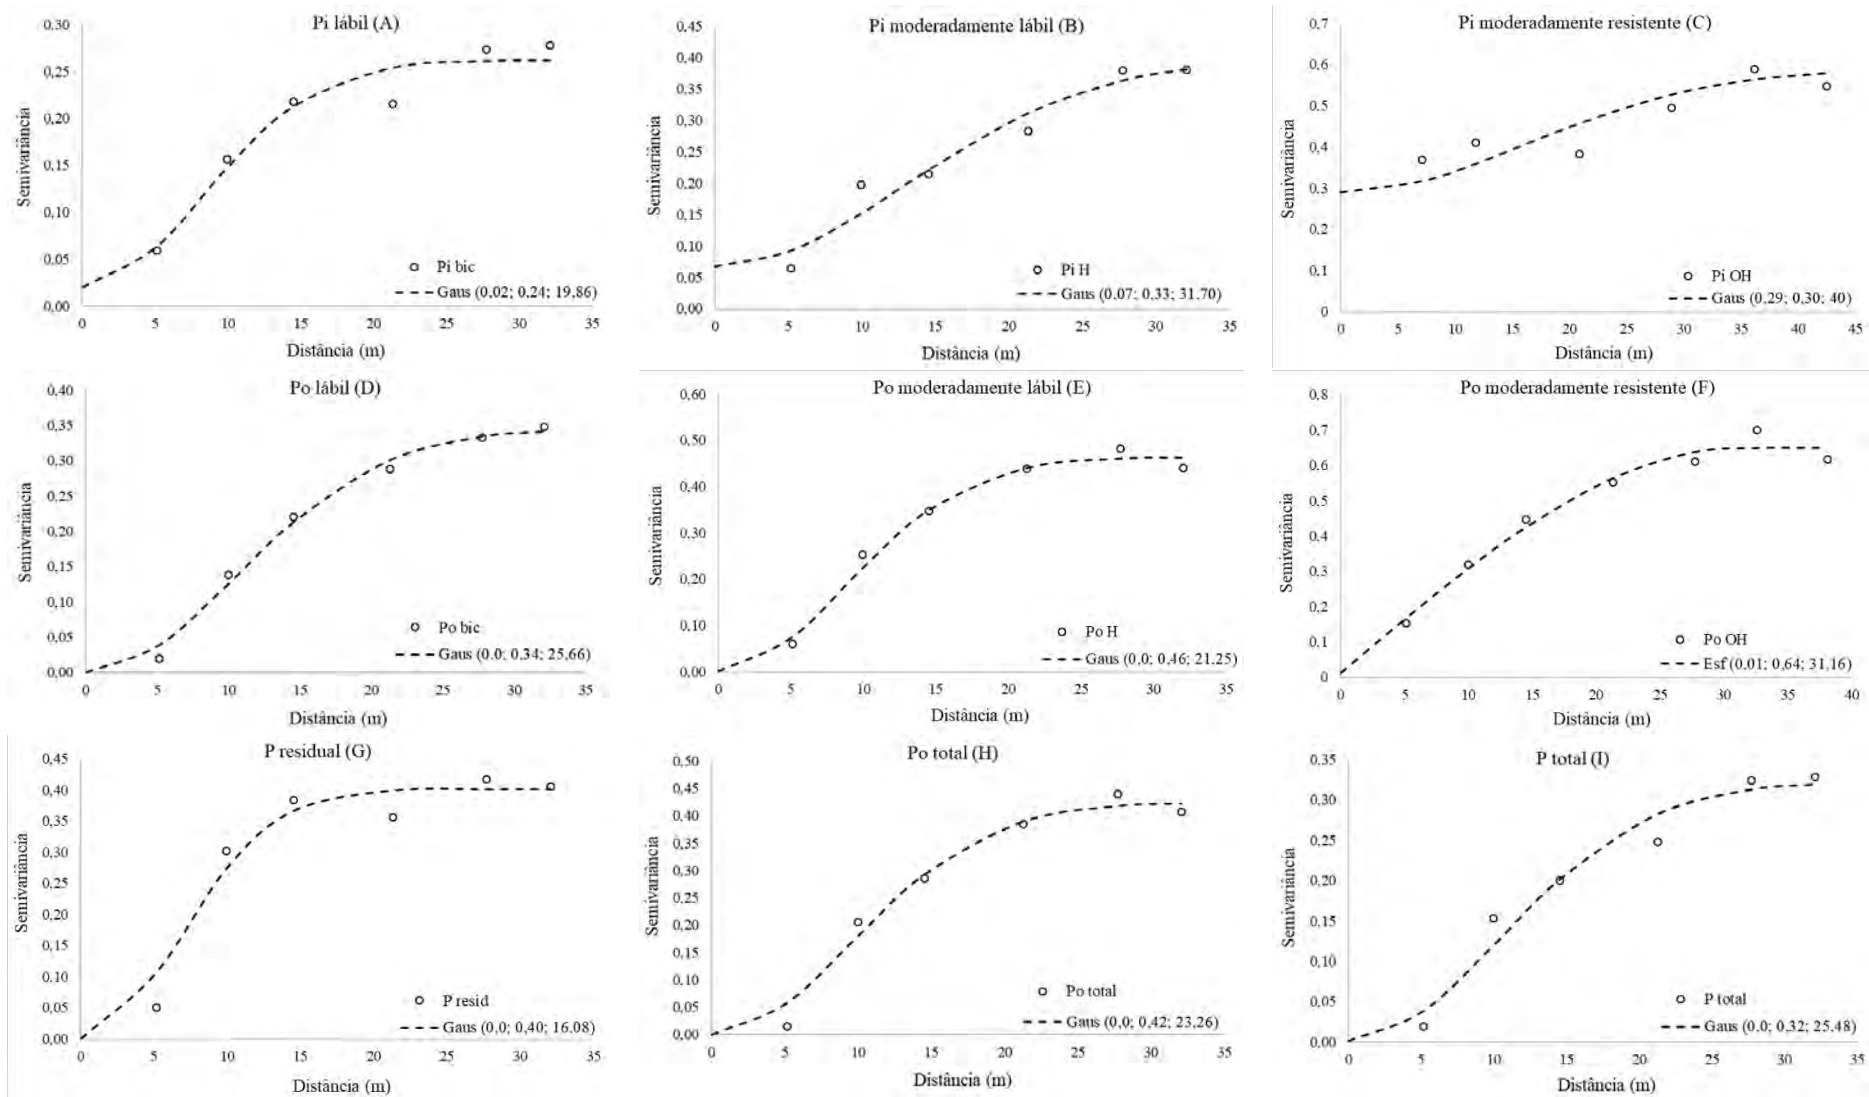 Pi lábil (A)
0,30
0,25
0,20
0,15
0,10
0,05
0,00
Semivariância
Pi bic
Gaus (0,02; 0,24; 19,86)
0 5 10 15 20 25 30 35
Distância (m)
Pi moderadamente lábil (B)
0,45
0,40
0,35
0,30
0,25
0,20
0,15
0,10
0,05
0,00
Semivariância
Pi H
Gaus (0,07; 0,33; 31,70)
0 5 10 15 20 25 30 35
Distância (m)
Pi moderadamente resistente (C)
0,7
0,6
0,5
0,4
0,3
0,2
0,1
0
Semivariância
Pi OH
Gaus (0,29; 0,30; 40)
0 5 10 15 20 25 30 35 40 45
Distância (m)
Po lábil (D)
0,40
0,35
0,30
0,25
0,20
0,15
0,10
0,05
0,00
Semivariância
Po bic
Gaus (0,0; 0,34; 25,66)
0 5 10 15 20 25 30 35
Distância (m)
Po moderadamente lábil (E)
0,60
0,50
0,40
0,30
0,20
0,10
0,00
Semivariância
Po H
Gaus (0,0; 0,46; 21,25)
0 5 10 15 20 25 30 35
Distância (m)
Po moderadamente resistente (F)
0,8
0,7
0,6
0,5
0,4
0,3
0,2
0,1
0
Semivariância
Po OH
Esf (0,01; 0,64; 31,16)
0 5 10 15 20 25 30 35 40
Distância (m)
P residual (G)
0,45
0,40
0,35
0,30
0,25
0,20
0,15
0,10
0,05
0,00
Semivariância
P resid
Gaus (0,0; 0,40; 16,08)
0 5 10 15 20 25 30 35
Distância (m)
Po total (H)
0,50
0,45
0,40
0,35
0,30
0,25
0,20
0,15
0,10
0,05
0,00
Semivariância
Po total
Gaus (0,0; 0,42; 23,26)
0 5 10 15 20 25 30 35
Distância (m)
P total (I)
0,35
0,30
0,25
0,20
0,15
0,10
0,05
0,00
Semivariância
P total
Gaus (0,0; 0,32; 25,48)
0 5 10 15 20 25 30 35
Distância (m)